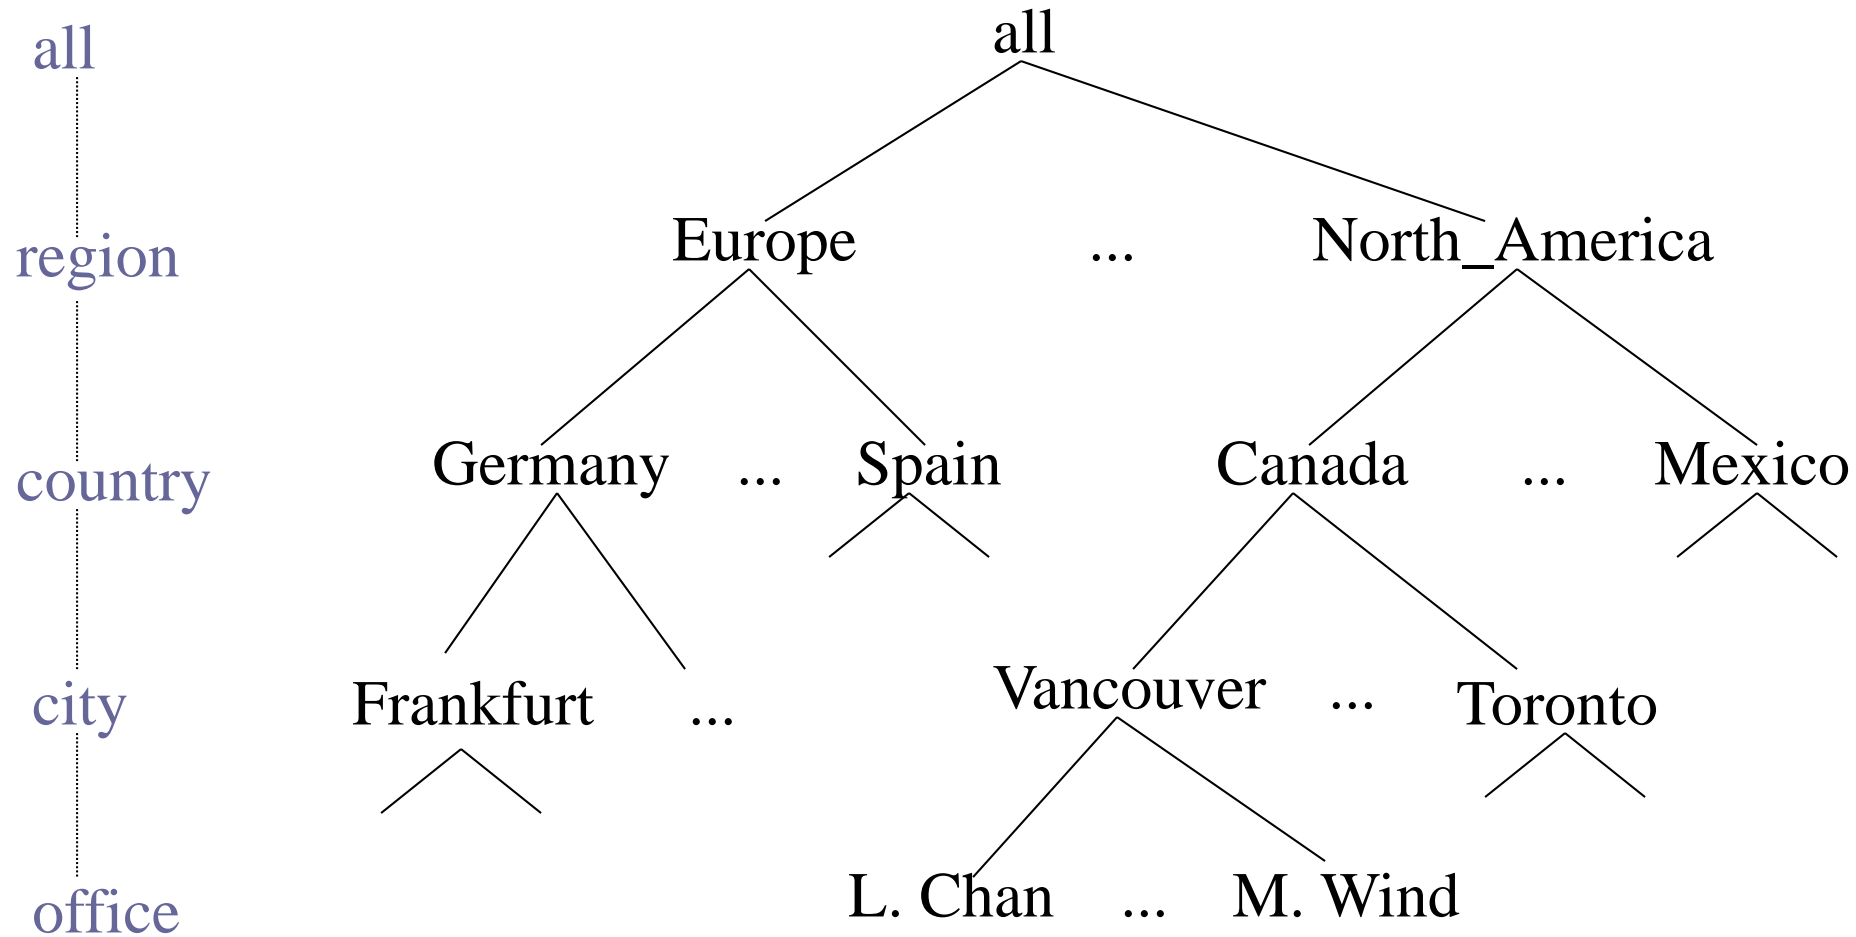 all
all
region
Europe ... North_America
country
Germany ... Spain Canada ... Mexico
city
Frankfurt ... Vancouver ... Toronto
office
L. Chan ... M. Wind